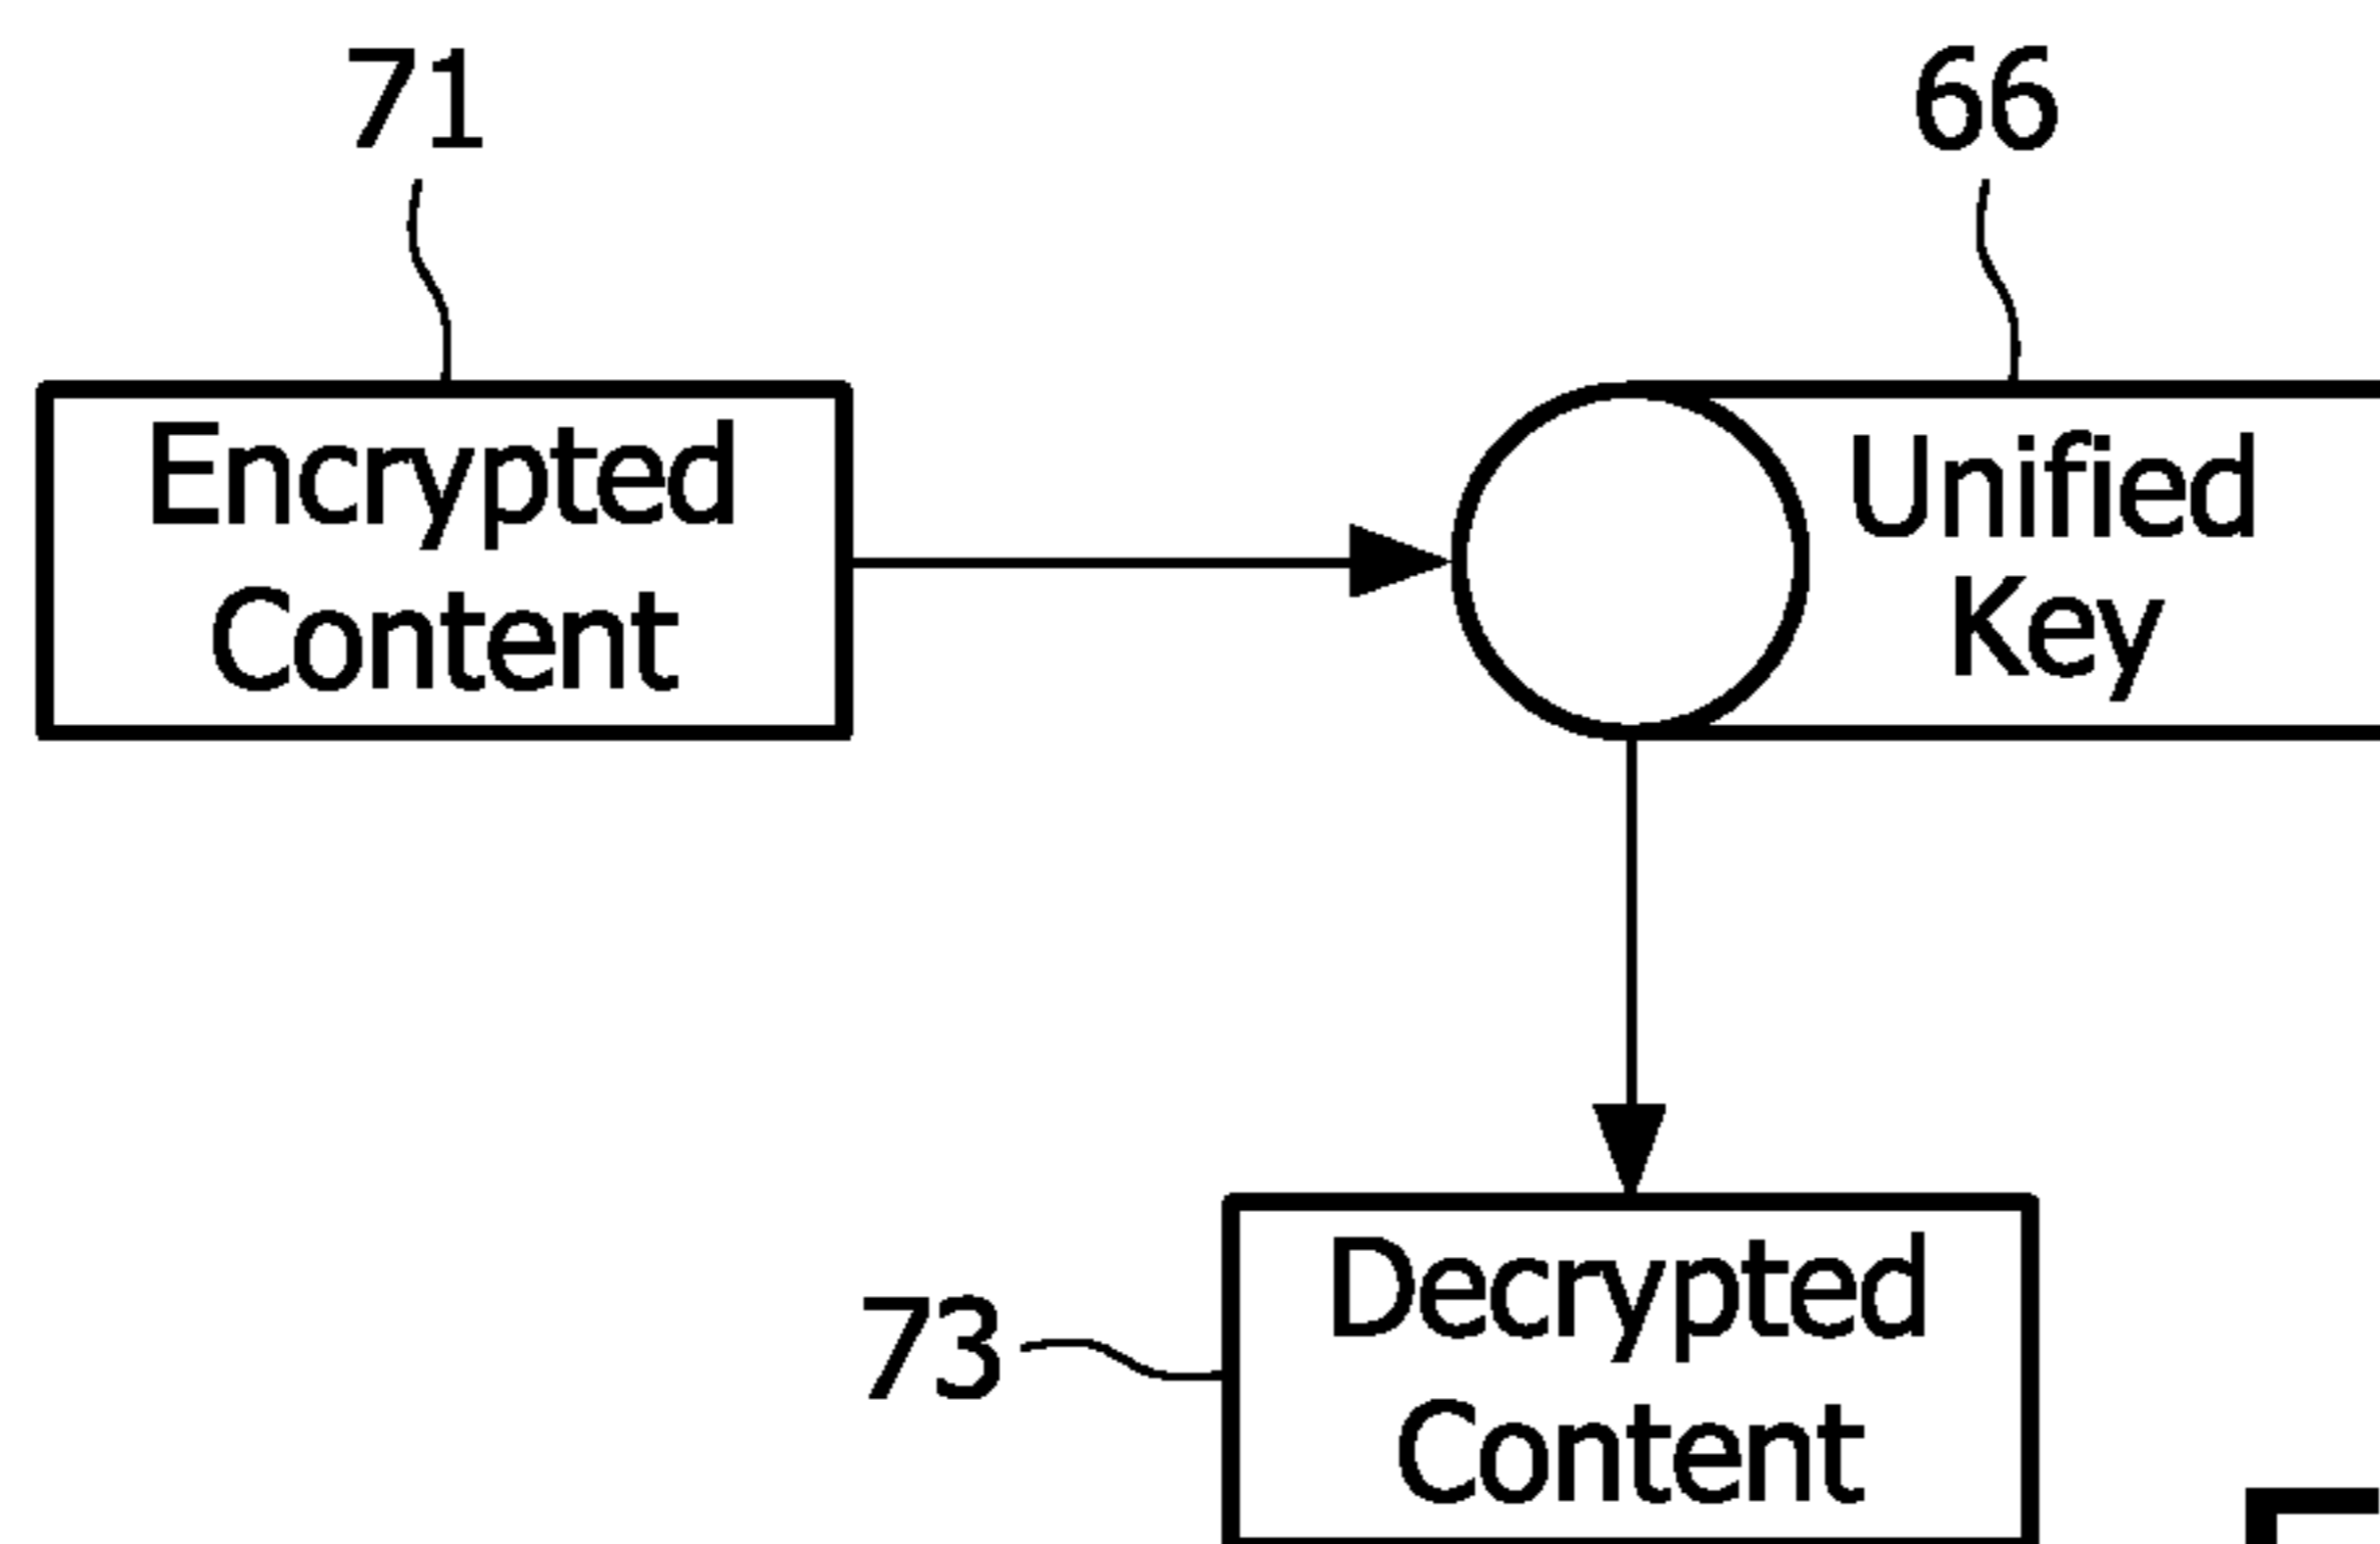 71
66
Encrypted
Content
Unified
Key
73
Decrypted
Content